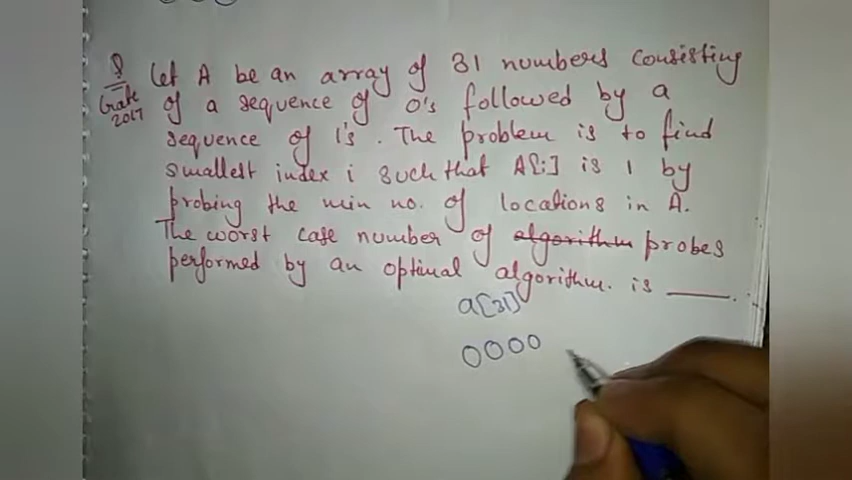 Q Let A be an array of 31 numbers consisting
Gate 2017 of a sequence of 0's followed by a
sequence of 1's. The problem is to find
smallest index i such that A[i] is 1 by
probing the min no. of locations in A.
The worst case number of algorithm probes
performed by an optimal algorithm. is ____.
a[31]
0000